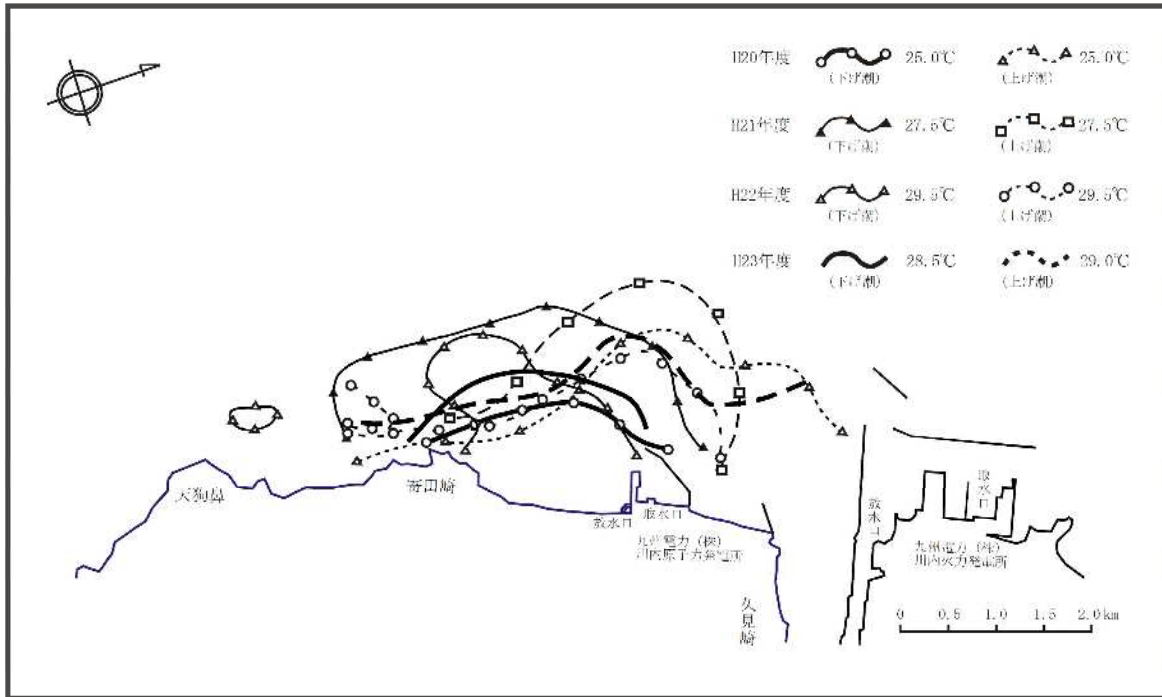 H20年度 25.0℃ 25.0℃
(下げ潮) (上げ潮)
H21年度 27.5℃ 27.5℃
(下げ潮) (上げ潮)
H22年度 29.5℃ 29.5℃
(下げ潮) (上げ潮)
H23年度 28.5℃ 29.0℃
(下げ潮) (上げ潮)
天狗鼻
寄田崎
放水口
取水口
九州電力(株)
川内原子力発電所
久見崎
放水口
取水口
九州電力(株)
川内火力発電所
0 0.5 1.0 1.5 2.0km